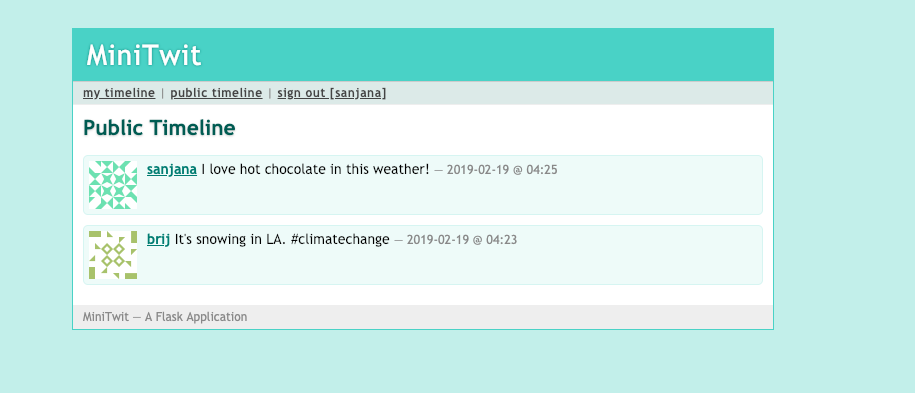 MiniTwit
my timeline | public timeline | sign out [sanjana]
Public Timeline
sanjana I love hot chocolate in this weather! — 2019-02-19 @ 04:25
brij It's snowing in LA. #climatechange — 2019-02-19 @ 04:23
MiniTwit — A Flask Application